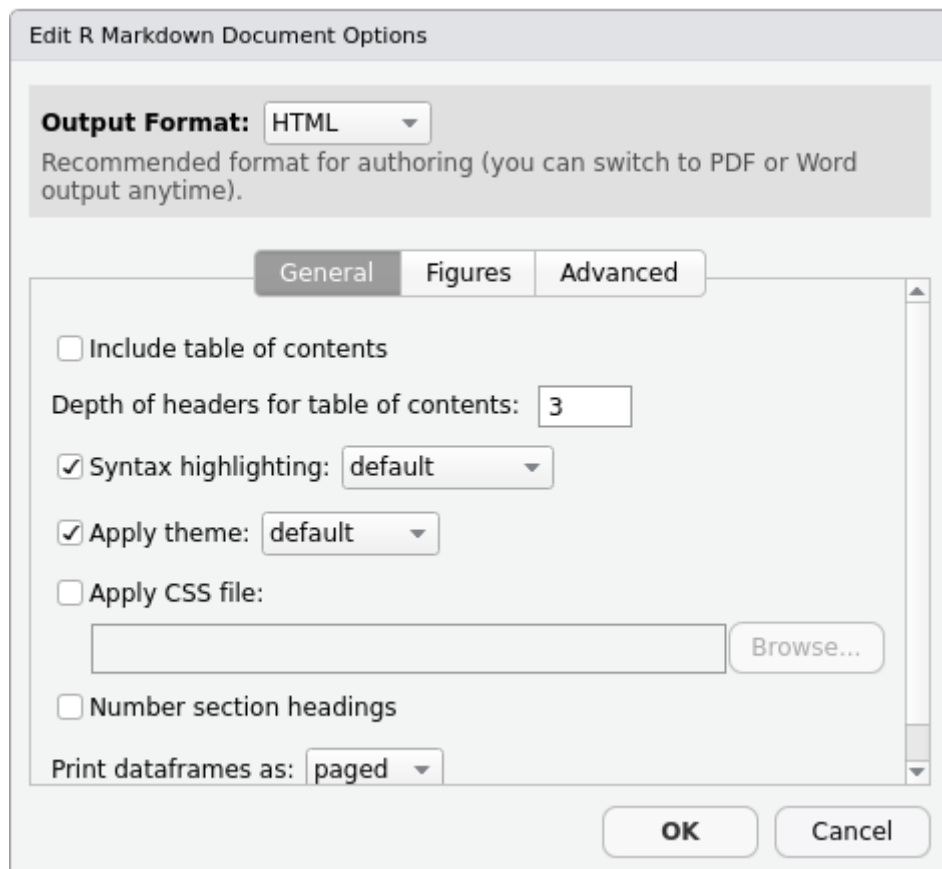 Edit R Markdown Document Options
Output Format: HTML
Recommended format for authoring (you can switch to PDF or Word
output anytime).
General Figures Advanced
Include table of contents
Depth of headers for table of contents: 3
Syntax highlighting: default
Apply theme: default
Apply CSS file:
Browse...
Number section headings
Print dataframes as: paged
OK Cancel